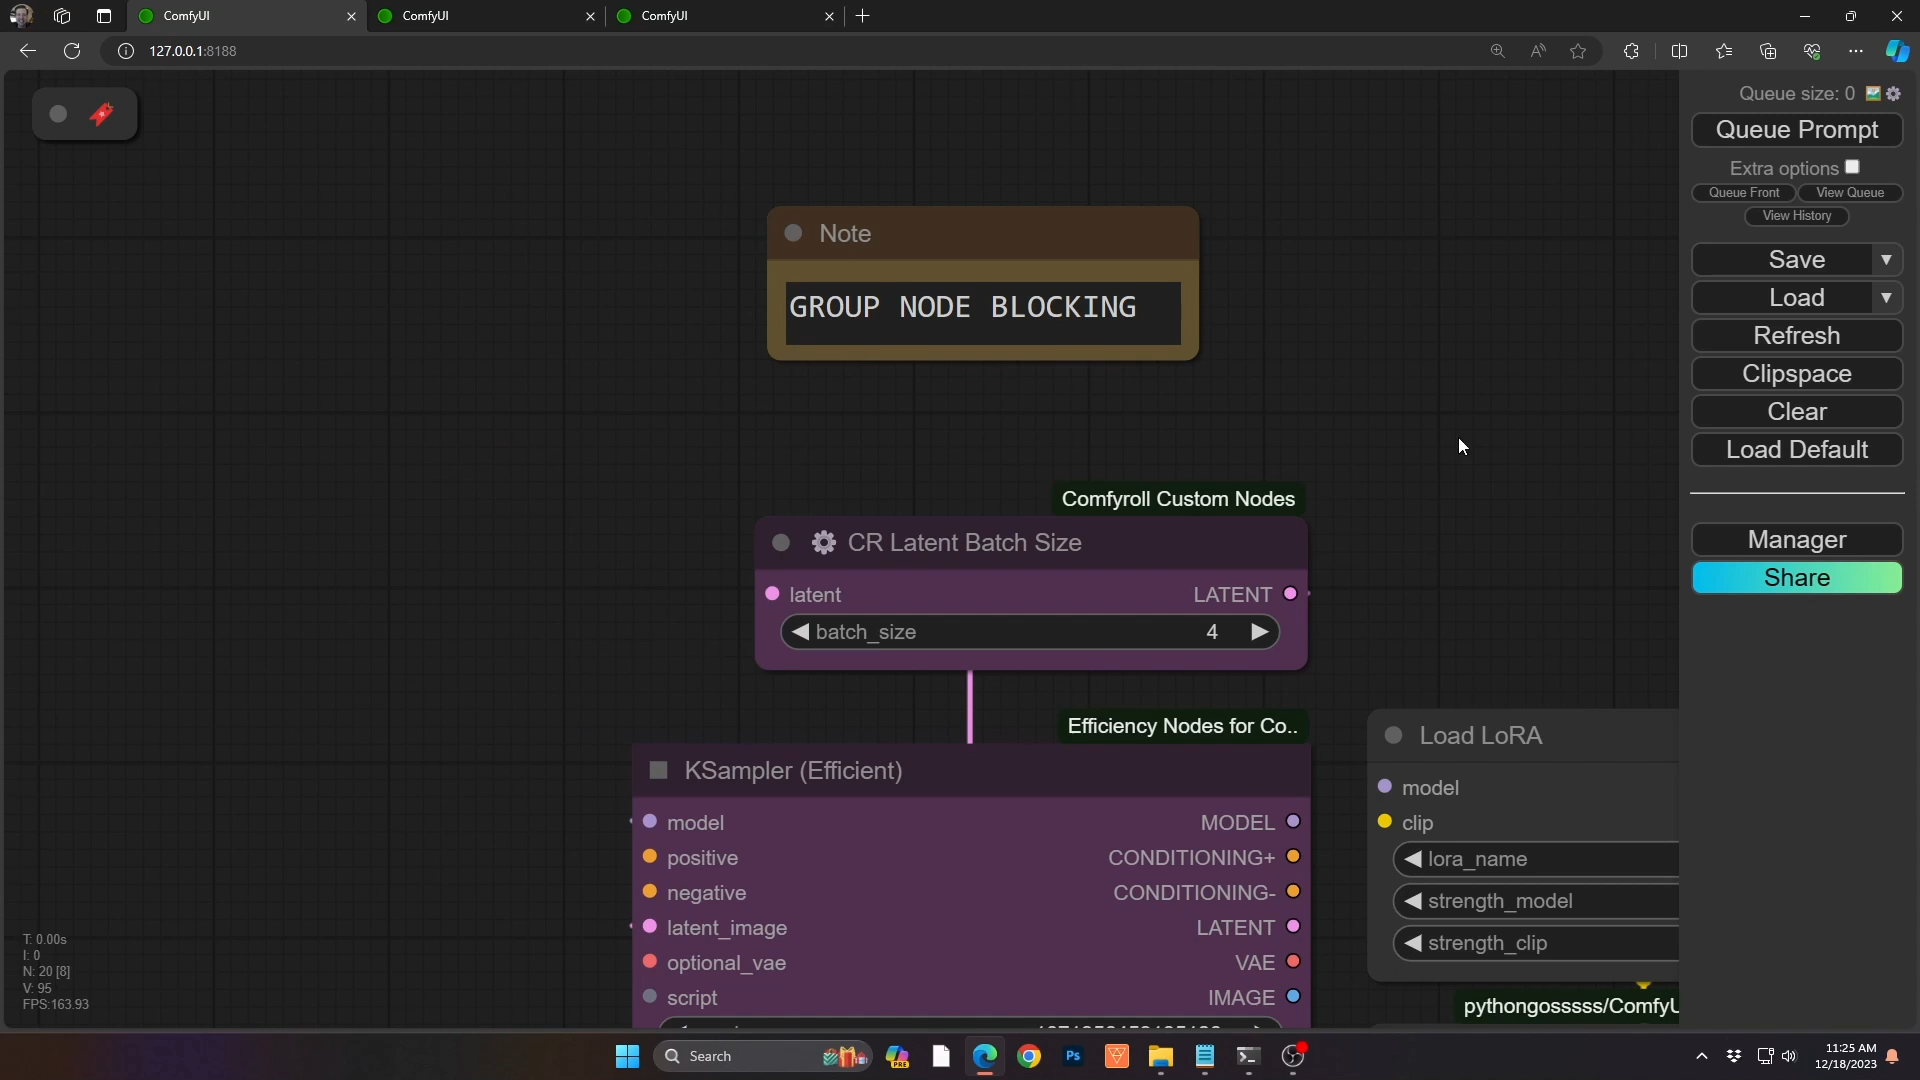 ComfyUI
ComfyUI
ComfyUI
127.0.0.1:8188
Queue size: 0
Queue Prompt
Extra options
Queue Front
View Queue
View History
Save
Load
Refresh
Clipspace
Clear
Load Default
Manager
Share
Note
GROUP NODE BLOCKING
Comfyroll Custom Nodes
CR Latent Batch Size
latent
LATENT
batch_size
4
Efficiency Nodes for Co..
KSampler (Efficient)
model
MODEL
positive
CONDITIONING+
negative
CONDITIONING-
latent_image
LATENT
optional_vae
VAE
script
IMAGE
Load LoRA
model
clip
lora_name
strength_model
strength_clip
pythongosssss/ComfyU
T: 0.00s
I: 0
N: 20 [8]
V: 95
FPS:163.93
Search
PRE
Ps
11:25 AM
12/18/2023